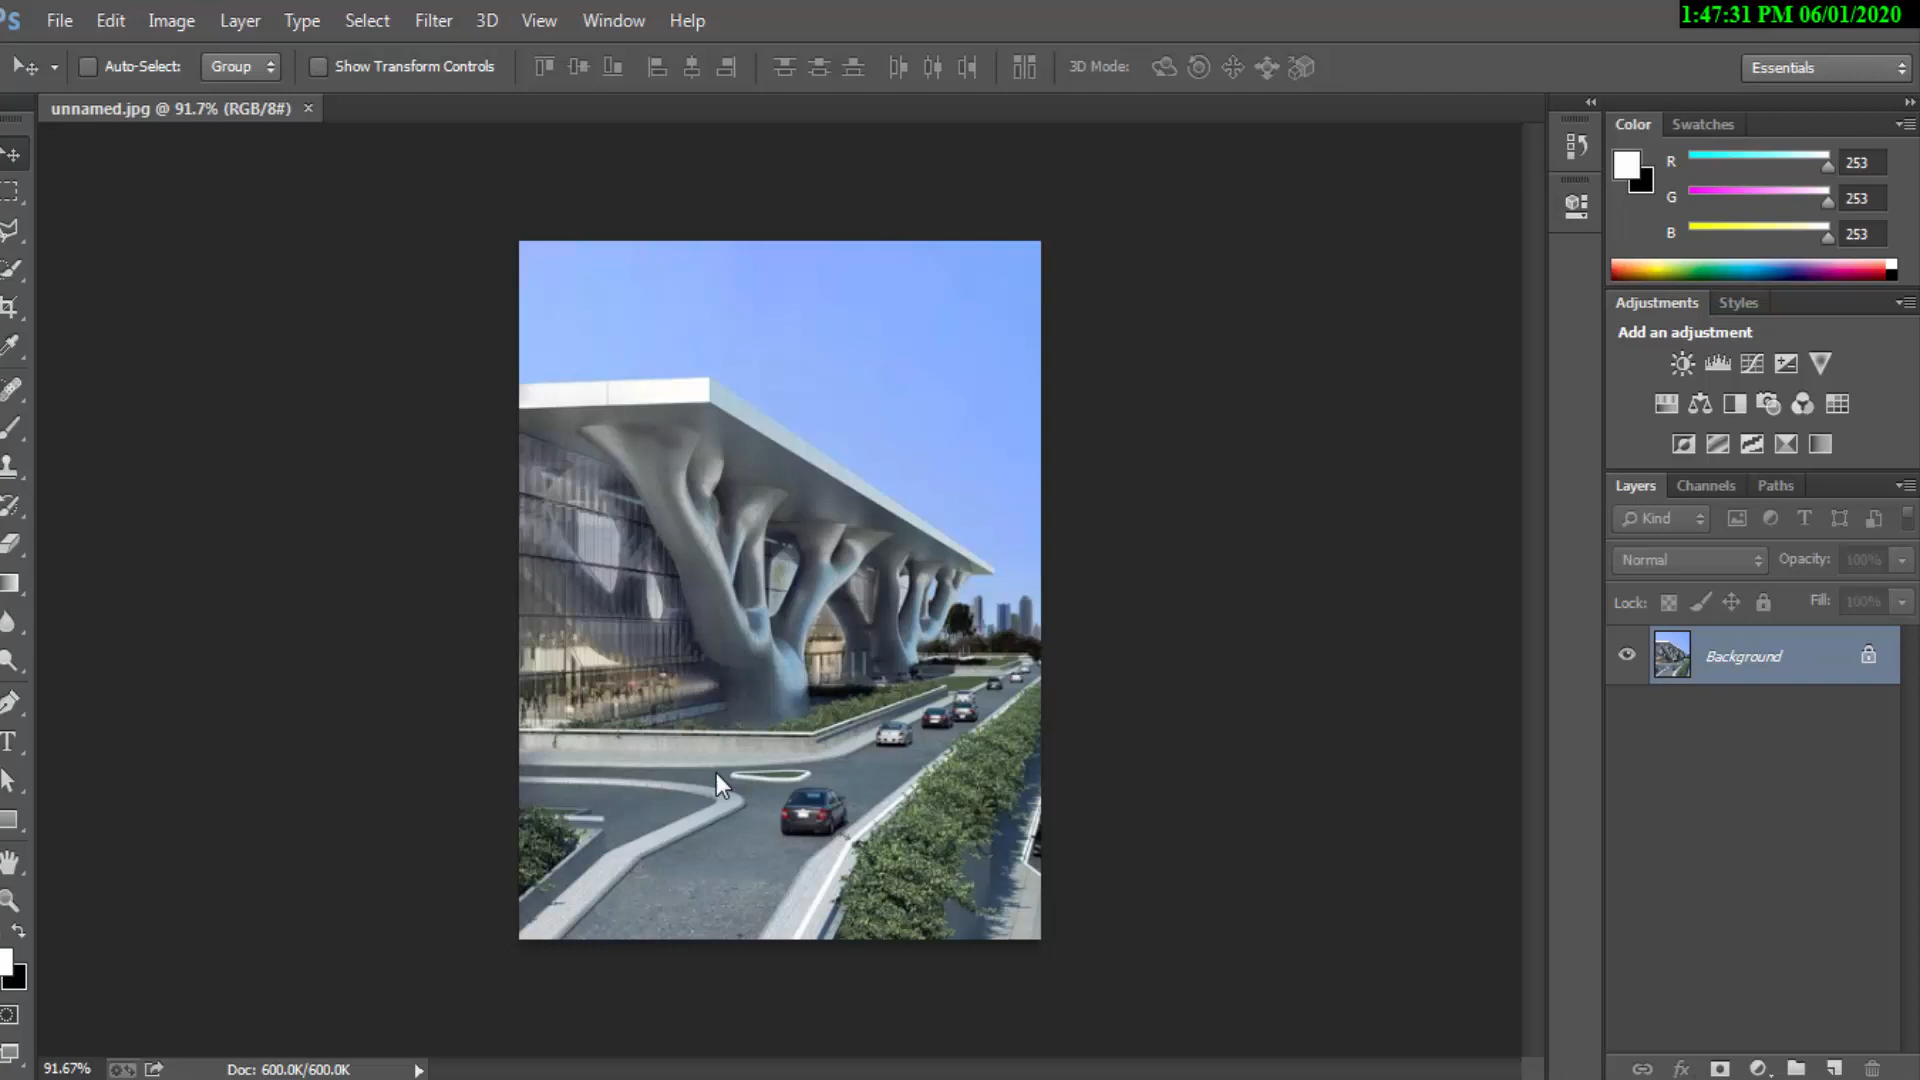 Ps File Edit Image Layer Type Select Filter 3D View Window Help
1:47:31 PM 06/01/2020
Auto-Select: Group Show Transform Controls 3D Mode: Essentials
unnamed.jpg @ 91.7% (RGB/8#) ×
Color Swatches
R 253
G 253
B 253
Adjustments Styles
Add an adjustment
Layers Channels Paths
Kind
Normal Opacity: 100%
Lock: Fill: 100%
Background
fx
91.67% Doc: 600.0K/600.0K